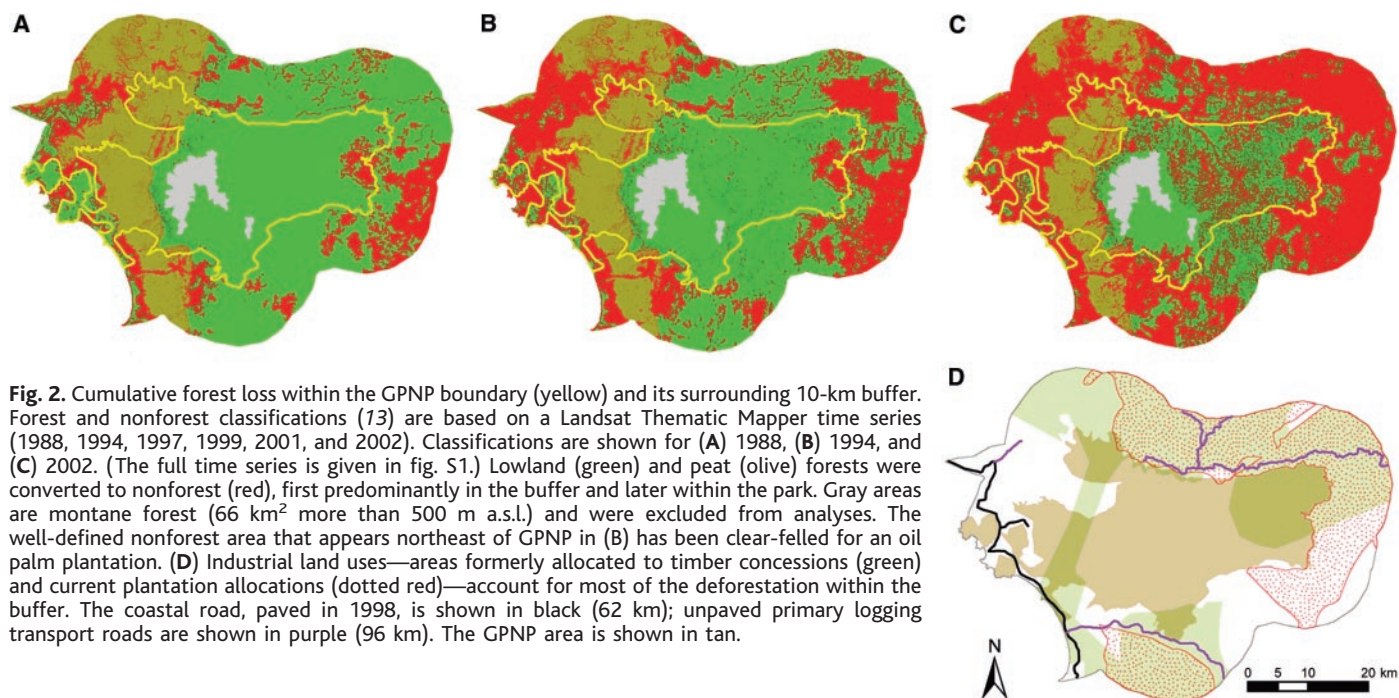 A
B
C
Fig. 2. Cumulative forest loss within the GPNP boundary (yellow) and its surrounding 10-km buffer.
Forest and nonforest classifications (13) are based on a Landsat Thematic Mapper time series
(1988, 1994, 1997, 1999, 2001, and 2002). Classifications are shown for (A) 1988, (B) 1994, and
(C) 2002. (The full time series is given in fig. S1.) Lowland (green) and peat (olive) forests were
converted to nonforest (red), first predominantly in the buffer and later within the park. Gray areas
are montane forest (66 km² more than 500 m a.s.l.) and were excluded from analyses. The
well-defined nonforest area that appears northeast of GPNP in (B) has been clear-felled for an oil
palm plantation. (D) Industrial land uses—areas formerly allocated to timber concessions (green)
and current plantation allocations (dotted red)—account for most of the deforestation within the
buffer. The coastal road, paved in 1998, is shown in black (62 km); unpaved primary logging
transport roads are shown in purple (96 km). The GPNP area is shown in tan.
D
N
0 5 10 20 km